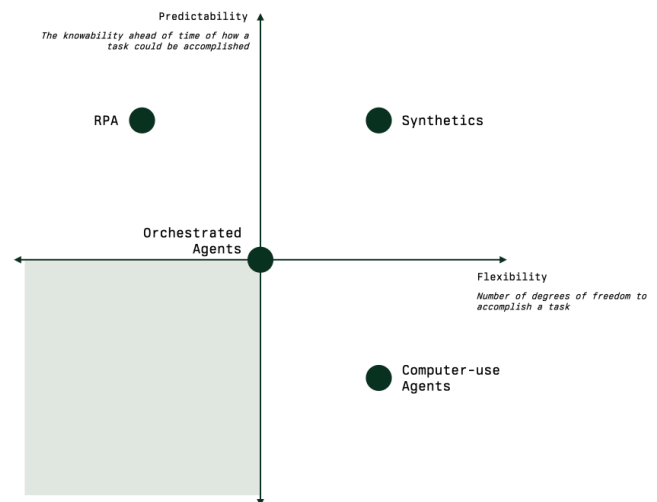 Predictability
The knowability ahead of time of how a
task could be accomplished
RPA
Synthetics
Orchestrated
Agents
Flexibility
Number of degrees of freedom to
accomplish a task
Computer-use
Agents